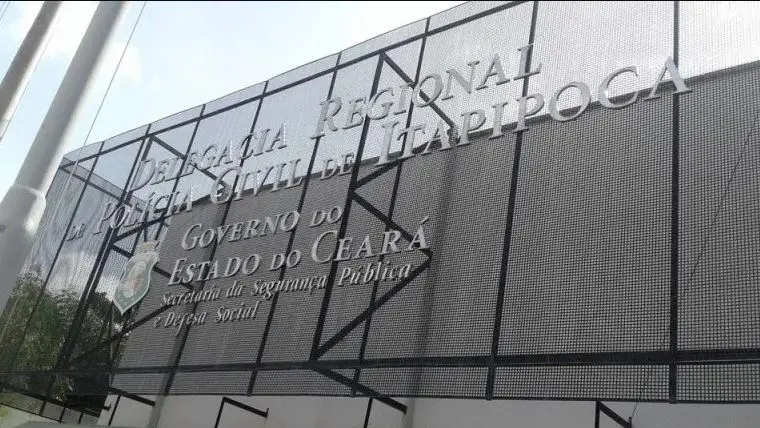 Delegacia Regional
de Polícia Civil de Itapipoca
Governo do
Estado do Ceará
Secretaria da Segurança Pública
e Defesa Social